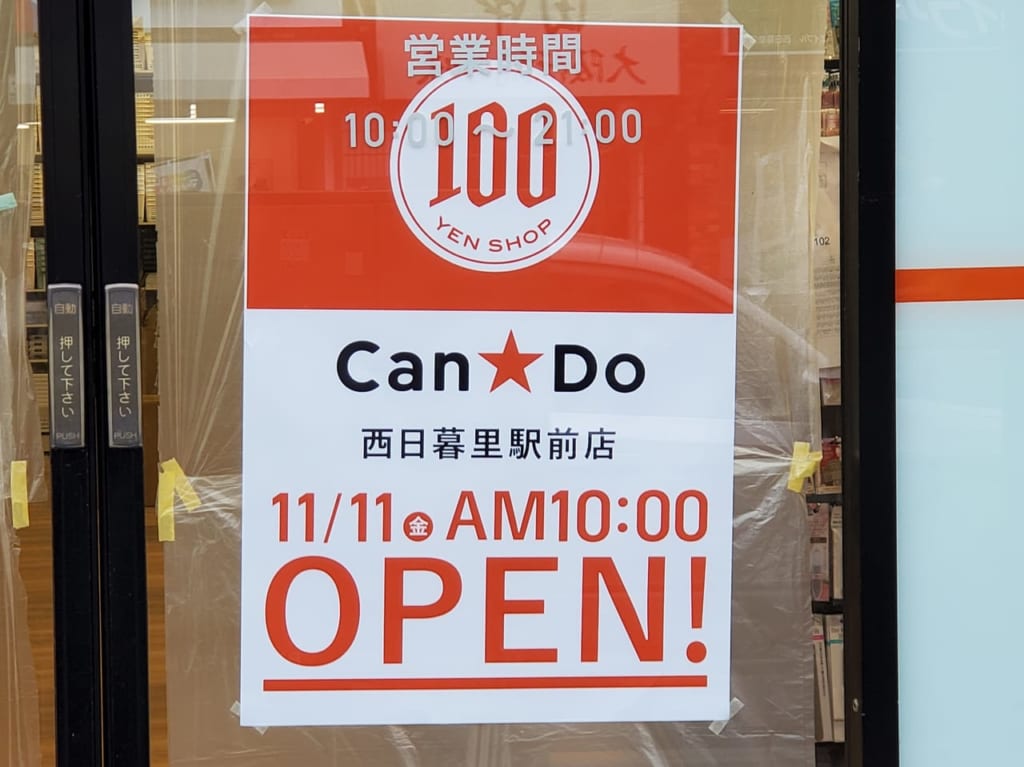 営業時間
10:00～21:00
100
YEN SHOP
Can★Do
西日暮里駅前店
11/11㊎ AM10:00
OPEN!
自動
押して下さい
PUSH
自動
押して下さい
PUSH
102